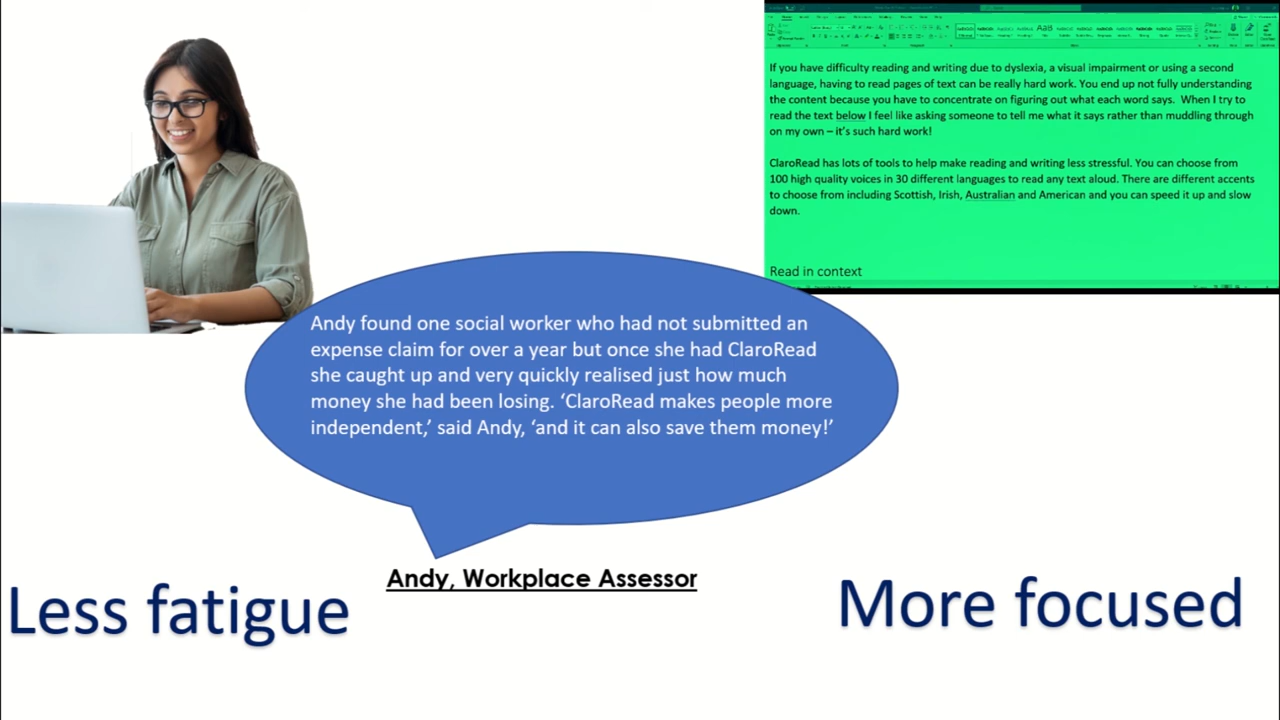 If you have difficulty reading and writing due to dyslexia, a visual impairment or using a second
language, having to read pages of text can be really hard work. You end up not fully understanding
the content because you have to concentrate on figuring out what each word says. When I try to
read the text below I feel like asking someone to tell me what it says rather than muddling through
on my own – it's such hard work!
ClaroRead has lots of tools to help make reading and writing less stressful. You can choose from
100 high quality voices in 30 different languages to read any text aloud. There are different accents
to choose from including Scottish, Irish, Australian and American and you can speed it up and slow
down.
Read in context
Andy found one social worker who had not submitted an
expense claim for over a year but once she had ClaroRead
she caught up and very quickly realised just how much
money she had been losing. ‘ClaroRead makes people more
independent,’ said Andy, ‘and it can also save them money!’
Andy, Workplace Assessor
Less fatigue
More focused